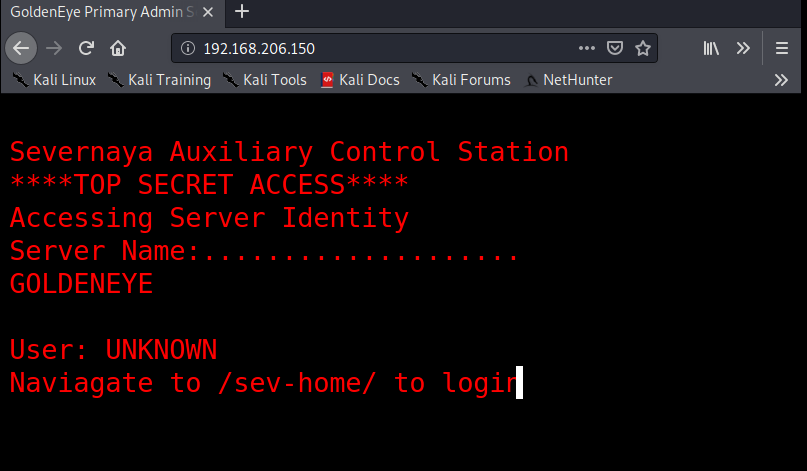 GoldenEye Primary Admin S
192.168.206.150
Kali Linux Kali Training Kali Tools Kali Docs Kali Forums NetHunter
Severnaya Auxiliary Control Station
****TOP SECRET ACCESS****
Accessing Server Identity
Server Name:....................
GOLDENEYE
User: UNKNOWN
Naviagate to /sev-home/ to login